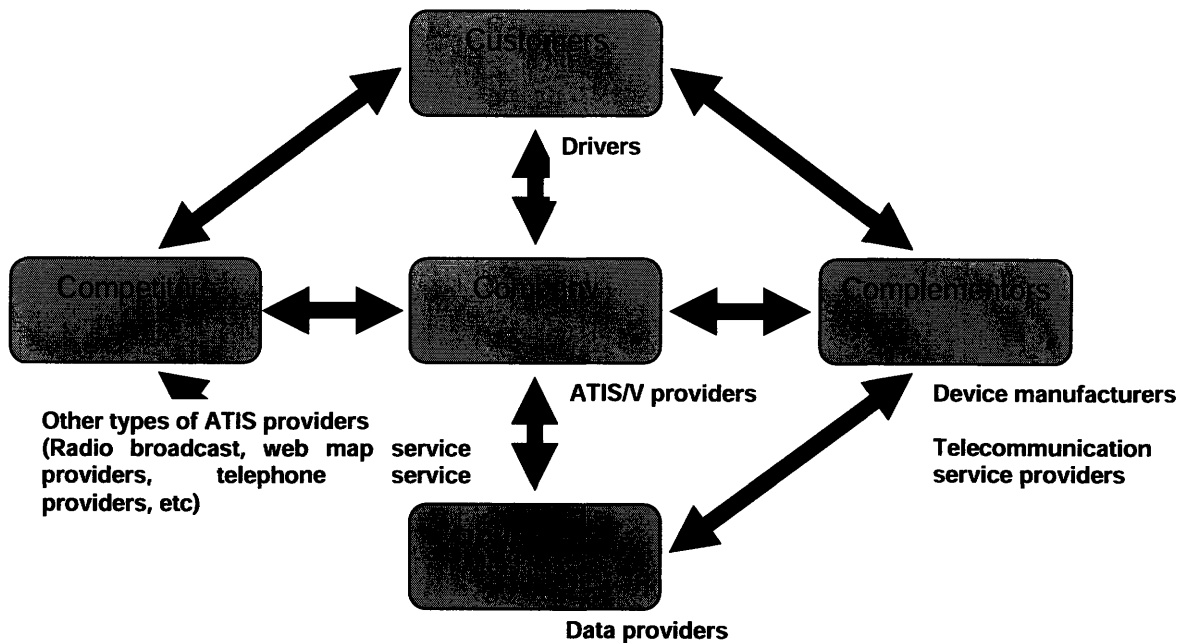 Customers
Drivers
Competitors
Company
Complementors
ATIS/V providers
Device manufacturers
Other types of ATIS providers
(Radio broadcast, web map service
providers, telephone service
providers, etc)
Telecommunication
service providers
Data providers